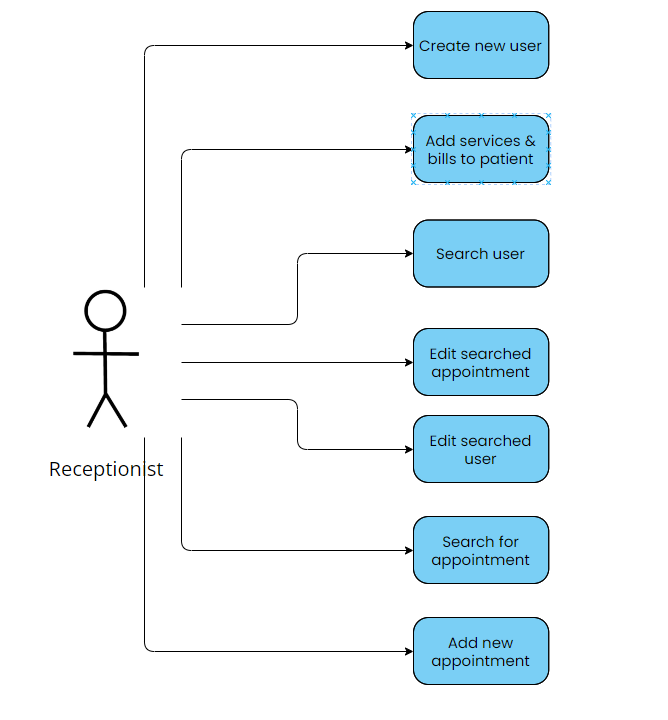 Create new user
Add services &
bills to patient
Search user
Edit searched
appointment
Edit searched
user
Receptionist
Search for
appointment
Add new
appointment